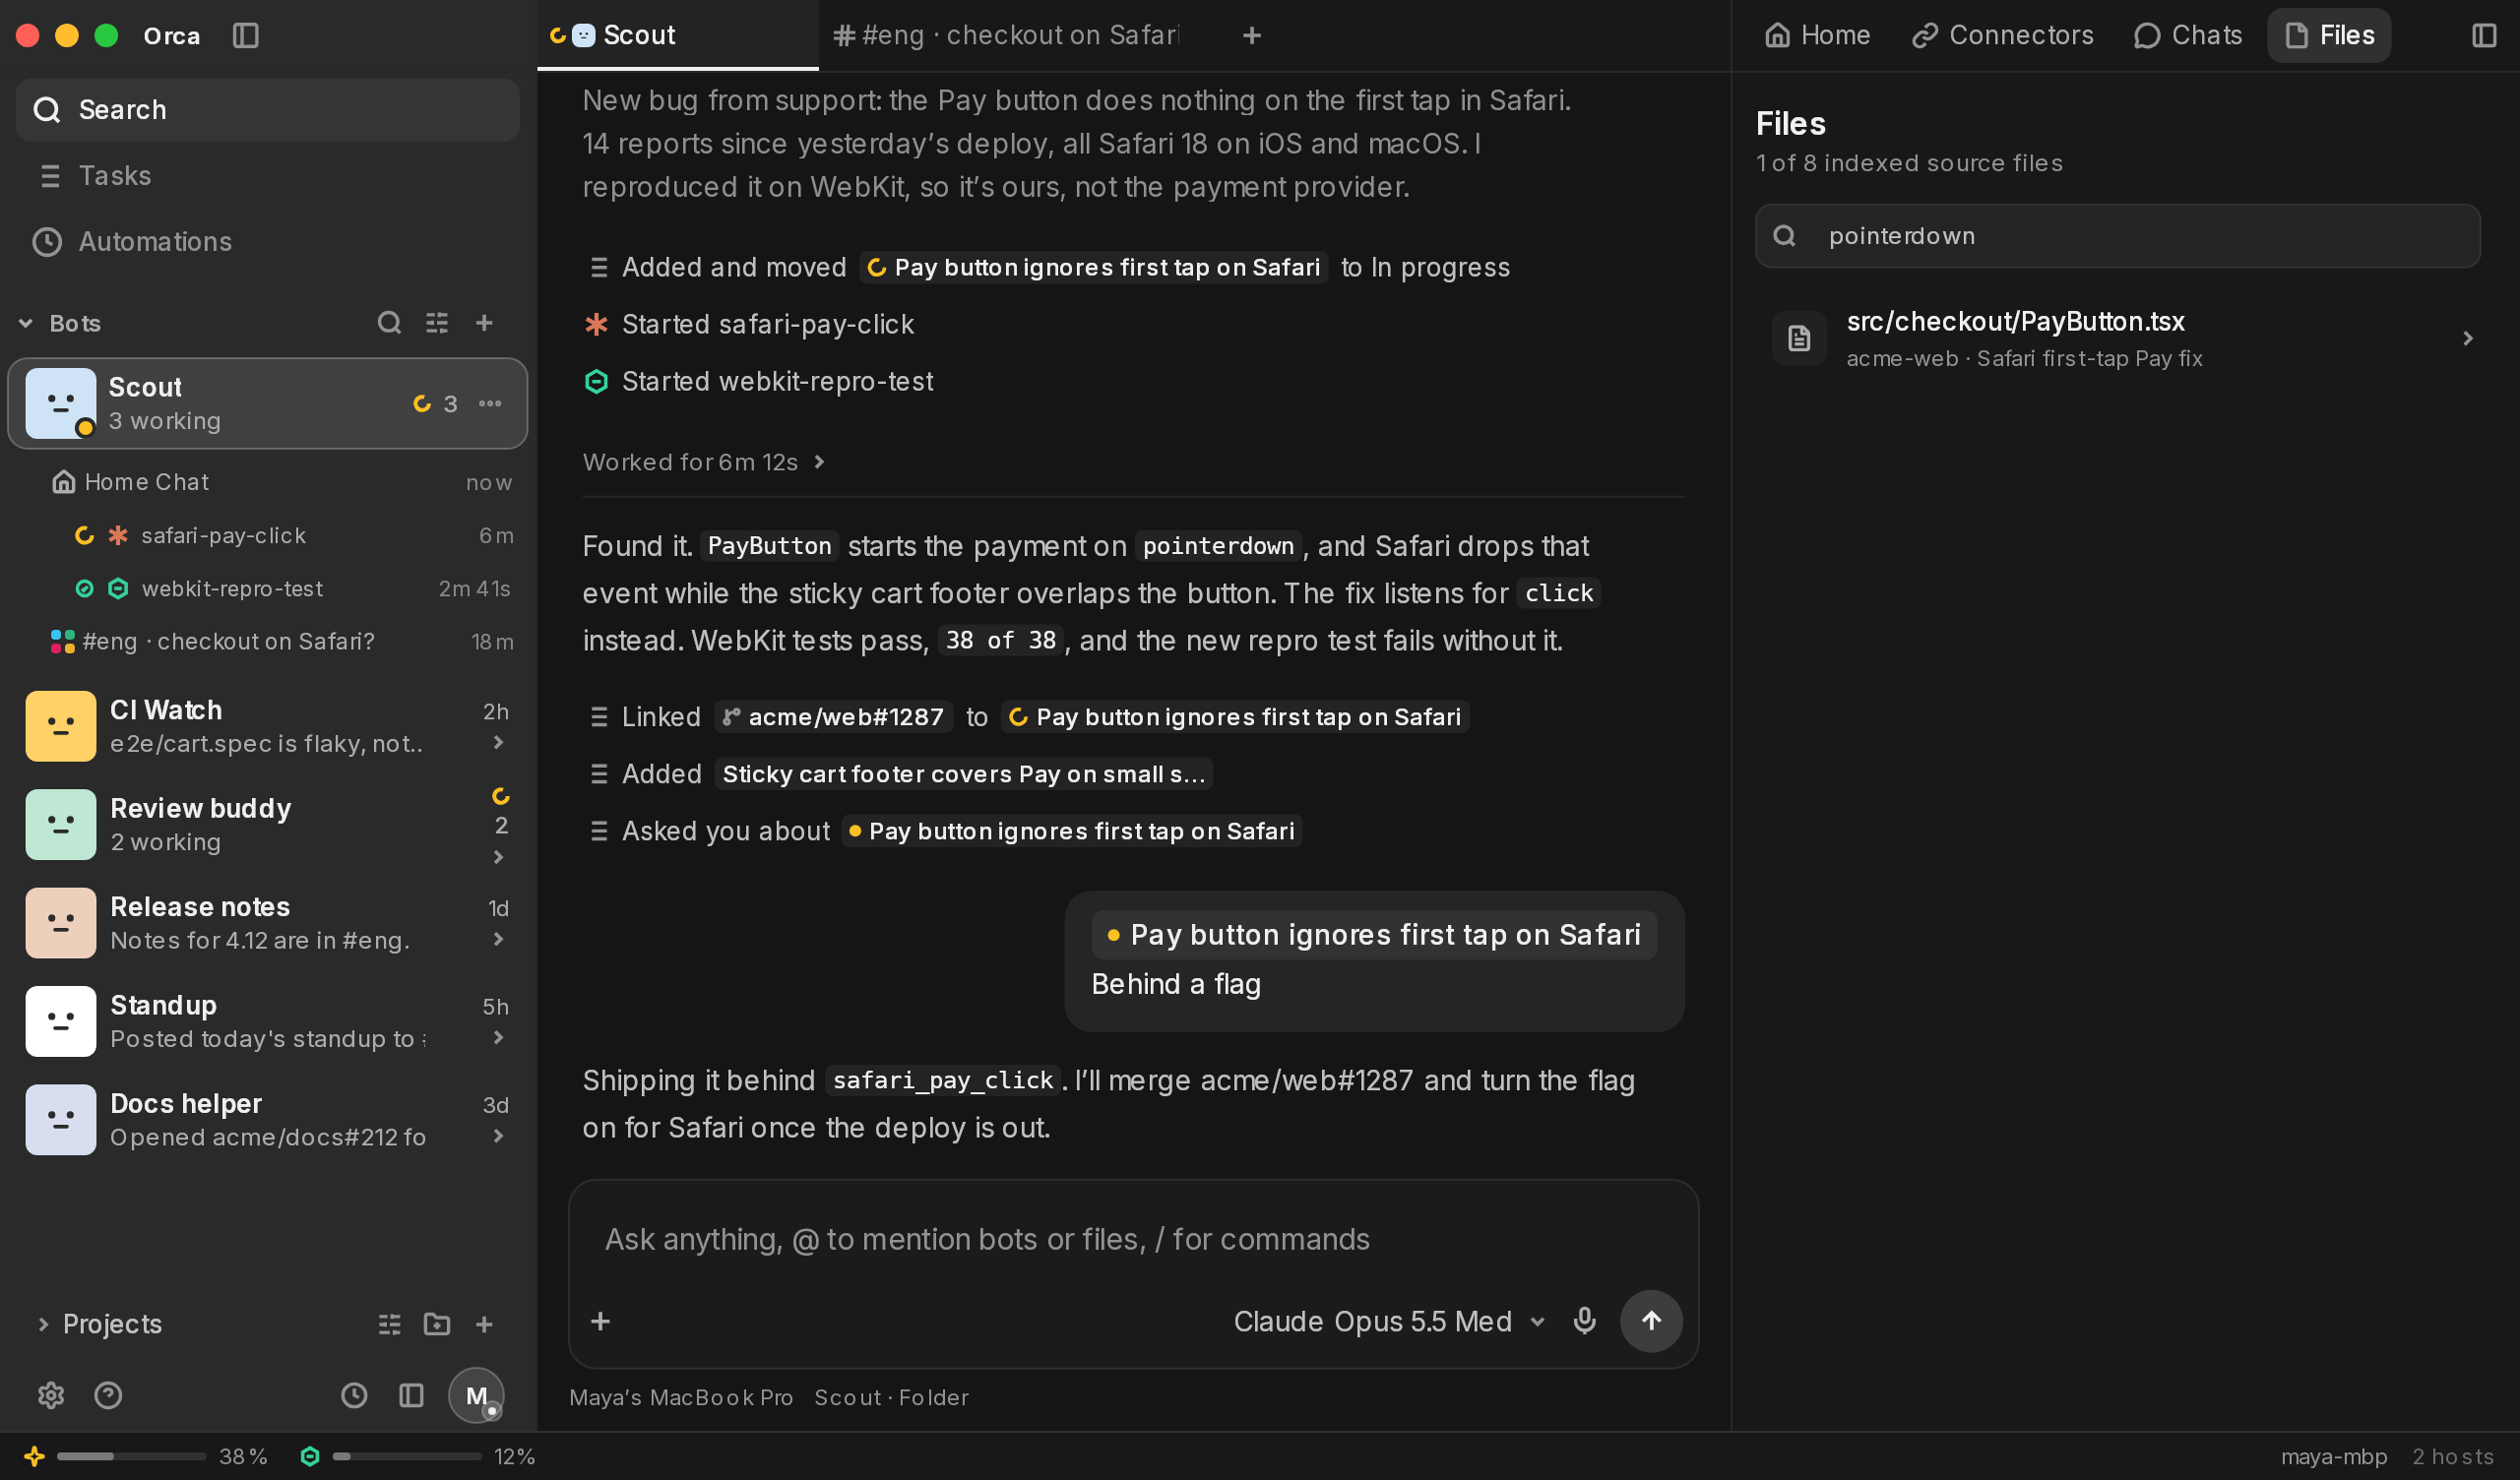 Orca
Search
Tasks
Automations
Bots
Scout
3 working
3
Home Chat
now
safari-pay-click
6m
webkit-repro-test
2m 41s
#eng · checkout on Safari?
18m
CI Watch
2h
e2e/cart.spec is flaky, not..
Review buddy
2 working
2
Release notes
1d
Notes for 4.12 are in #eng.
Standup
5h
Posted today's standup to
Docs helper
3d
Opened acme/docs#212 fo
Projects
M
38%
12%
Scout
#eng · checkout on Safari
New bug from support: the Pay button does nothing on the first tap in Safari.
14 reports since yesterday’s deploy, all Safari 18 on iOS and macOS. I
reproduced it on WebKit, so it’s ours, not the payment provider.
Added and moved Pay button ignores first tap on Safari to In progress
Started safari-pay-click
Started webkit-repro-test
Worked for 6m 12s
Found it. PayButton starts the payment on pointerdown, and Safari drops that
event while the sticky cart footer overlaps the button. The fix listens for click
instead. WebKit tests pass, 38 of 38, and the new repro test fails without it.
Linked acme/web#1287 to Pay button ignores first tap on Safari
Added Sticky cart footer covers Pay on small s...
Asked you about Pay button ignores first tap on Safari
Pay button ignores first tap on Safari
Behind a flag
Shipping it behind safari_pay_click. I’ll merge acme/web#1287 and turn the flag
on for Safari once the deploy is out.
Ask anything, @ to mention bots or files, / for commands
Claude Opus 5.5 Med
Maya’s MacBook Pro
Scout · Folder
Home
Connectors
Chats
Files
Files
1 of 8 indexed source files
pointerdown
src/checkout/PayButton.tsx
acme-web · Safari first-tap Pay fix
maya-mbp
2 hosts